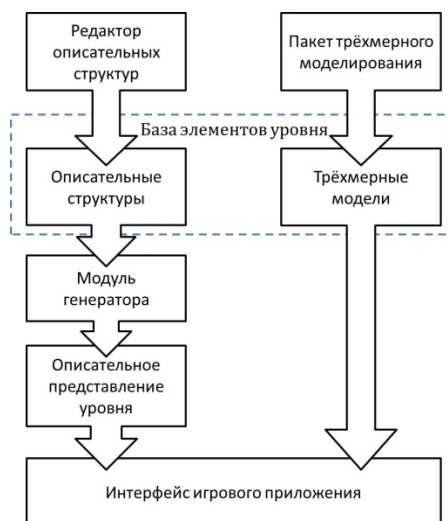 Редактор
описательных
структур
Пакет трёхмерного
моделирования
База элементов уровня
Описательные
структуры
Трёхмерные
модели
Модуль
генератора
Описательное
представление
уровня
Интерфейс игрового приложения